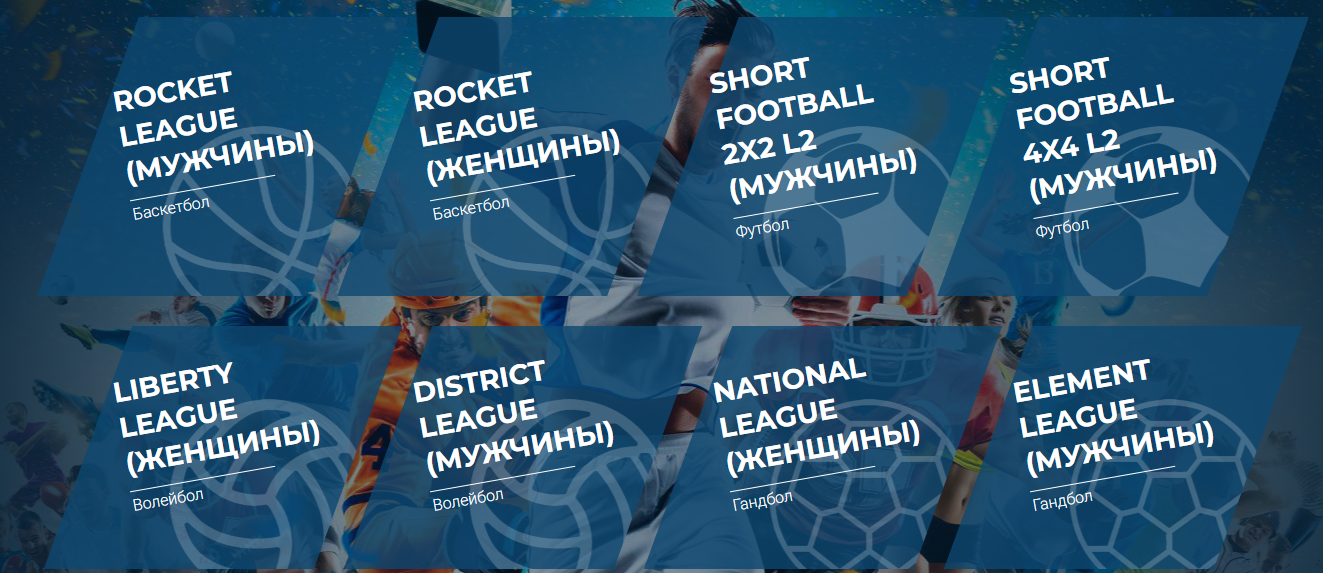 ROCKET
LEAGUE
(МУЖЧИНЫ)
Баскетбол
ROCKET
LEAGUE
(ЖЕНЩИНЫ)
Баскетбол
SHORT
FOOTBALL
2X2 L2
(МУЖЧИНЫ)
Футбол
SHORT
FOOTBALL
4X4 L2
(МУЖЧИНЫ)
Футбол
LIBERTY
LEAGUE
(ЖЕНЩИНЫ)
Волейбол
DISTRICT
LEAGUE
(МУЖЧИНЫ)
Волейбол
NATIONAL
LEAGUE
(ЖЕНЩИНЫ)
Гандбол
ELEMENT
LEAGUE
(МУЖЧИНЫ)
Гандбол